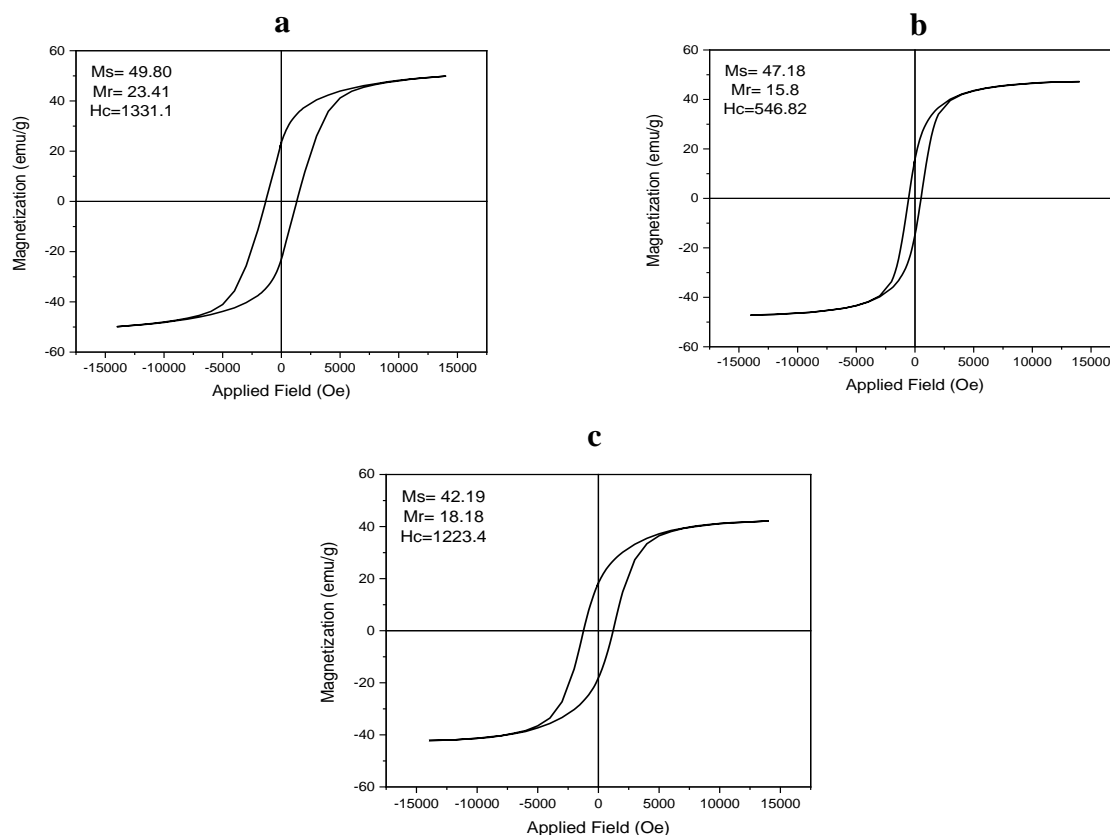 a
60
40
20
0
-20
-40
-60
Magnetization (emu/g)
Ms= 49.80
Mr= 23.41
Hc=1331.1
-15000 -10000 -5000 0 5000 10000 15000
Applied Field (Oe)
b
60
40
20
0
-20
-40
-60
Magnetization (emu/g)
Ms= 47.18
Mr= 15.8
Hc=546.82
-15000 -10000 -5000 0 5000 10000 15000
Applied Field (Oe)
c
60
40
20
0
-20
-40
-60
Magnetization (emu/g)
Ms= 42.19
Mr= 18.18
Hc=1223.4
-15000 -10000 -5000 0 5000 10000 15000
Applied Field (Oe)